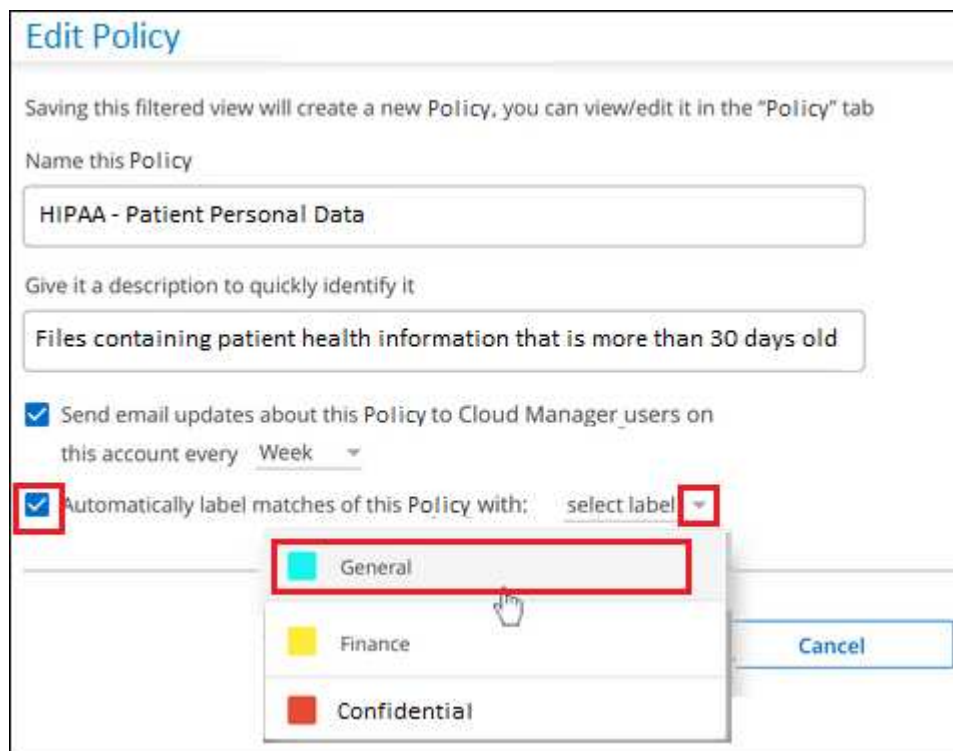 Edit Policy
Saving this filtered view will create a new Policy, you can view/edit it in the “Policy” tab
Name this Policy
HIPAA - Patient Personal Data
Give it a description to quickly identify it
Files containing patient health information that is more than 30 days old
Send email updates about this Policy to Cloud Manager users on
this account every Week
Automatically label matches of this Policy with: select label
General
Finance
Cancel
Confidential